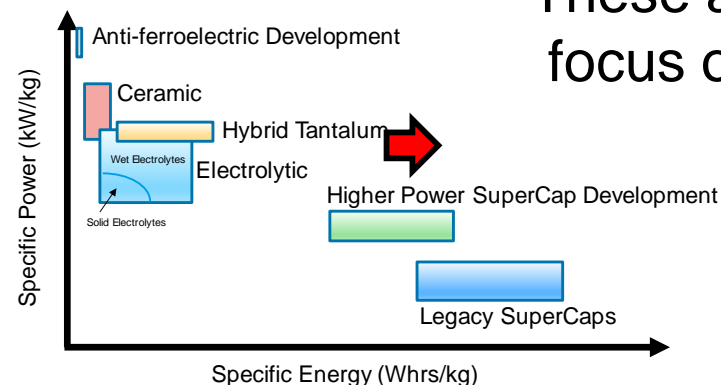 These a
focus o
Anti-ferroelectric Development
Ceramic
Hybrid Tantalum
Wet Electrolytes
Electrolytic
Solid Electrolytes
Higher Power SuperCap Development
Legacy SuperCaps
Specific Power (kW/kg)
Specific Energy (Whrs/kg)